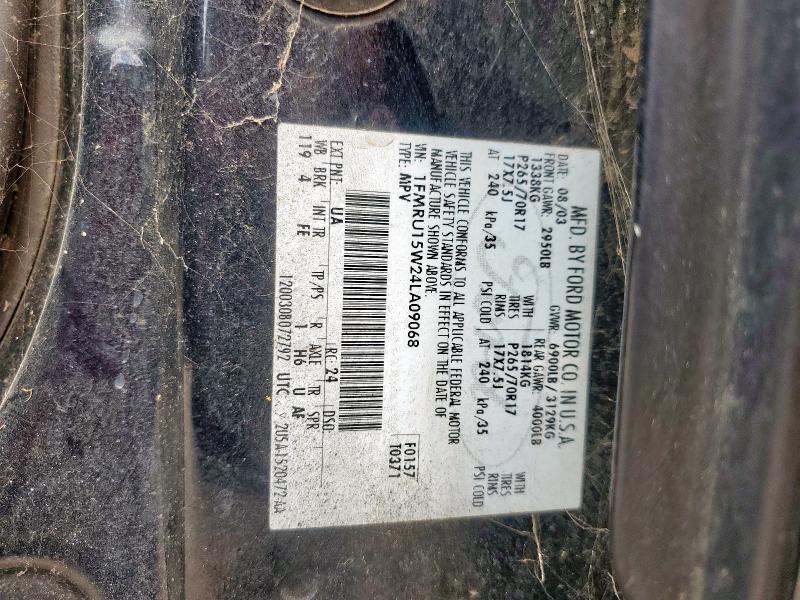 MFD. BY FORD MOTOR CO. IN U.S.A.
DATE: 08/03 GVWR: 6900LB/3129KG
FRONT GAWR: 2950LB REAR GAWR: 4000LB
1338KG WITH 1814KG WITH
P265/70R17 TIRES P265/70R17 TIRES
17X7.5J RIMS 17X7.5J RIMS
AT 240 kPa/35 PSI COLD AT 240 kPa/35 PSI COLD
THIS VEHICLE CONFORMS TO ALL APPLICABLE FEDERAL MOTOR
VEHICLE SAFETY STANDARDS IN EFFECT ON THE DATE OF
MANUFACTURE SHOWN ABOVE.
VIN: 1FMRU15W24LA09068 F0157
TYPE: MPV T0371
EXT PNT: UA RC: 24 DSO:
WB BRK INT TR TP/PS R AXLE TR SPR
119 4 FE 1 H6 U AF